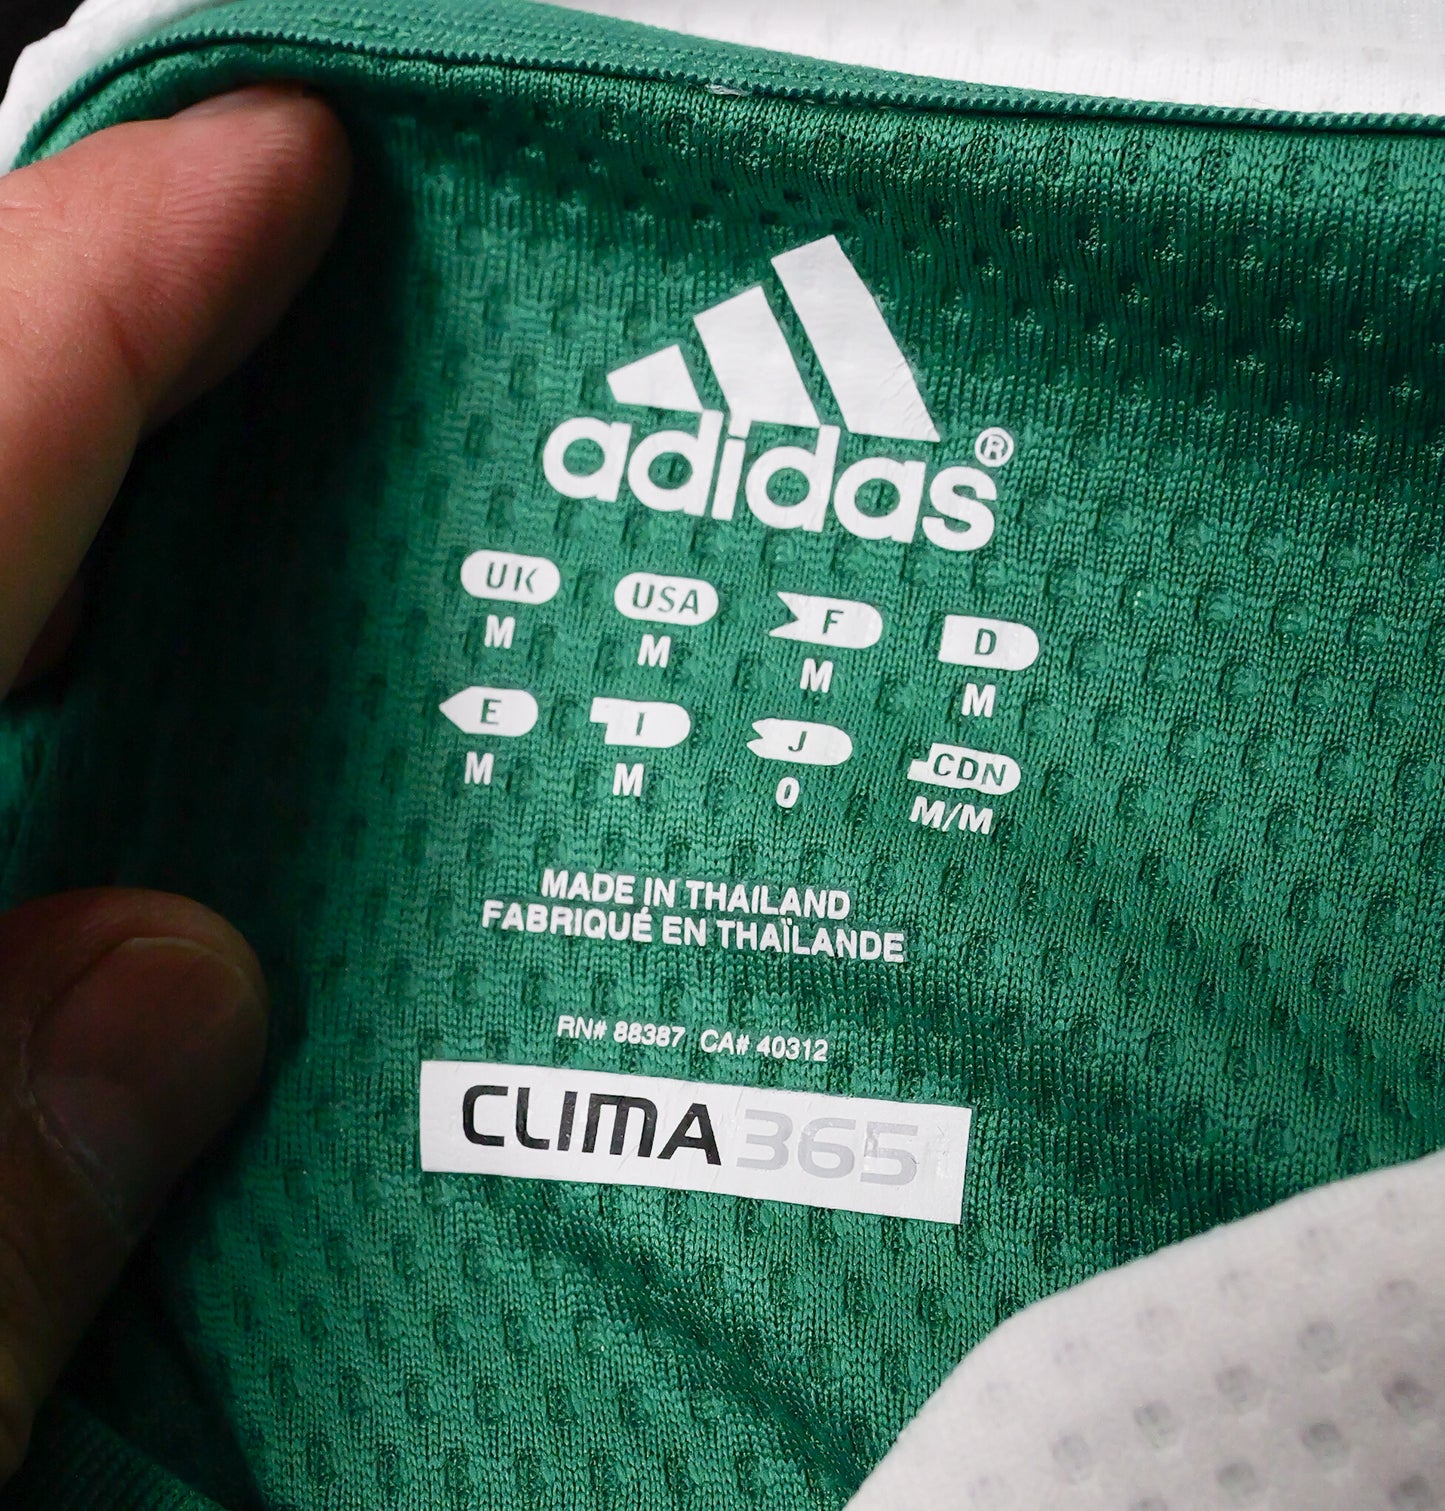 adidas®
UK USA F D
M M M M
E I J CDN
M M O M/M
MADE IN THAILAND
FABRIQUÉ EN THAÏLANDE
RN# 88387 CA# 40312
CLIMA365